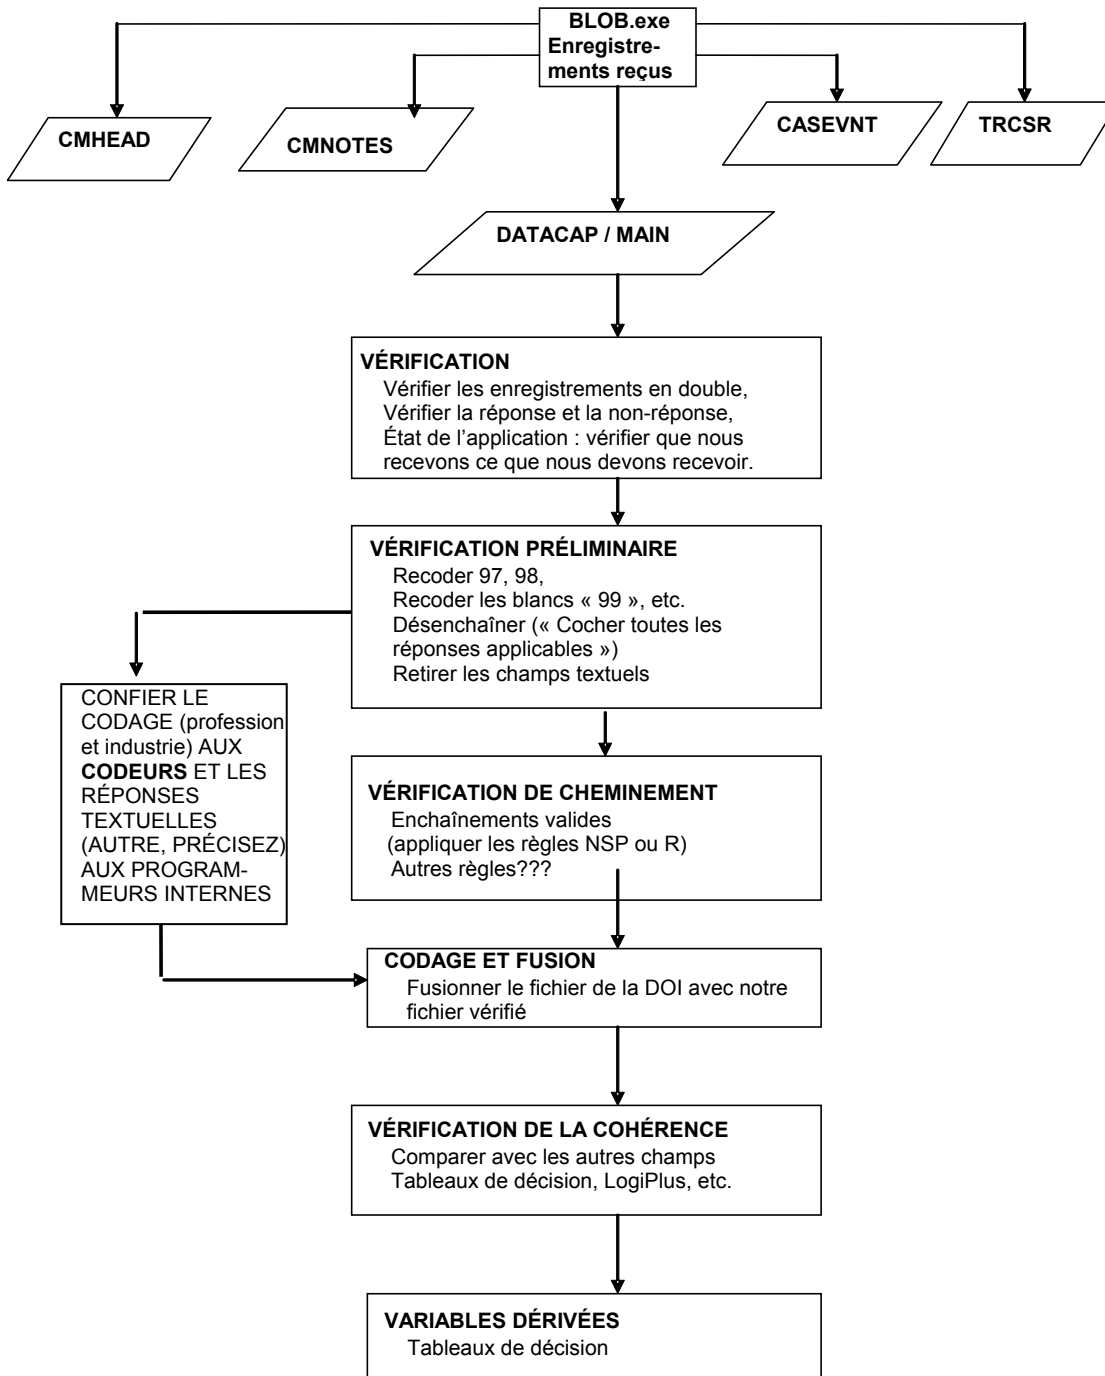 BLOB.exe
Enregistre-
ments reçus
CMHEAD
CMNOTES
CASEVNT
TRCSR
DATACAP / MAIN
VÉRIFICATION
Vérifier les enregistrements en double,
Vérifier la réponse et la non-réponse,
État de l’application : vérifier que nous
recevons ce que nous devons recevoir.
VÉRIFICATION PRÉLIMINAIRE
Recoder 97, 98,
Recoder les blancs « 99 », etc.
Désenchaîner (« Cocher toutes les
réponses applicables »)
Retirer les champs textuels
CONFIER LE
CODAGE (profession
et industrie) AUX
CODEURS ET LES
RÉPONSES
TEXTUELLES
(AUTRE, PRÉCISEZ)
AUX PROGRAM-
MEURS INTERNES
VÉRIFICATION DE CHEMINEMENT
Enchaînements valides
(appliquer les règles NSP ou R)
Autres règles???
CODAGE ET FUSION
Fusionner le fichier de la DOI avec notre
fichier vérifié
VÉRIFICATION DE LA COHÉRENCE
Comparer avec les autres champs
Tableaux de décision, LogiPlus, etc.
VARIABLES DÉRIVÉES
Tableaux de décision